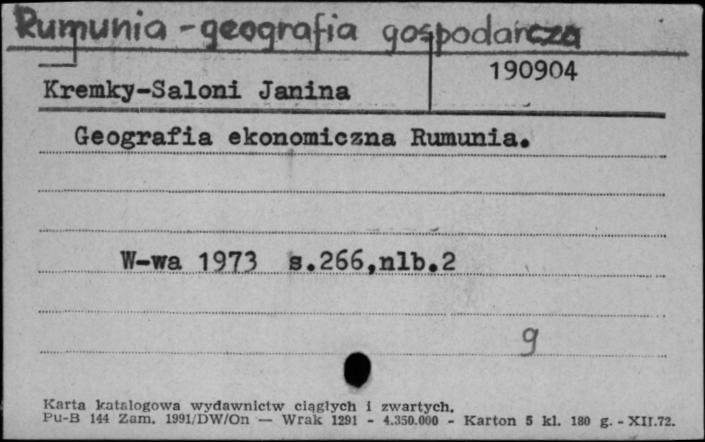 Rumunia - geografia gospodarcza
190904
Kremky-Saloni Janina
Geografia ekonomiczna Rumunia.
W-wa 1973 s.266,nlb.2
g
Karta katalogowa wydawnictw ciągłych i zwartych.
Pu-B 144 Zam. 1991/DW/On — Wrak 1291 - 4.350.000 - Karton 5 kl. 180 g. - XII.72.